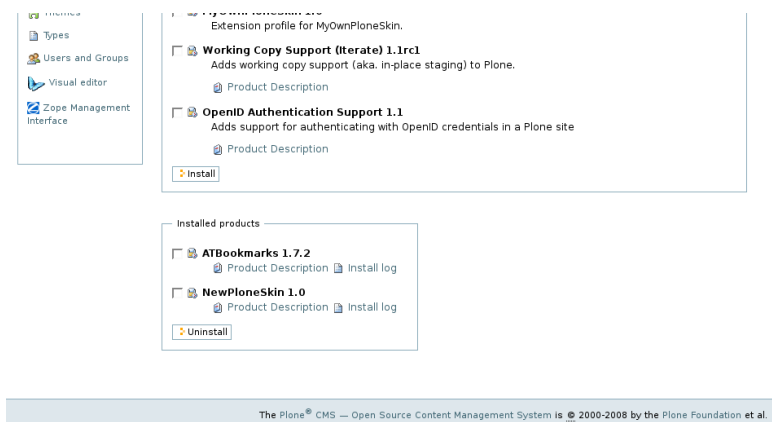 Themes
Types
Users and Groups
Visual editor
Zope Management
Interface
MyOwnPloneSkin 1.0
Extension profile for MyOwnPloneSkin.
Working Copy Support (Iterate) 1.1rc1
Adds working copy support (aka. in-place staging) to Plone.
Product Description
OpenID Authentication Support 1.1
Adds support for authenticating with OpenID credentials in a Plone site
Product Description
Install
Installed products
ATBookmarks 1.7.2
Product Description Install log
NewPloneSkin 1.0
Product Description Install log
Uninstall
The Plone® CMS — Open Source Content Management System is © 2000-2008 by the Plone Foundation et al.